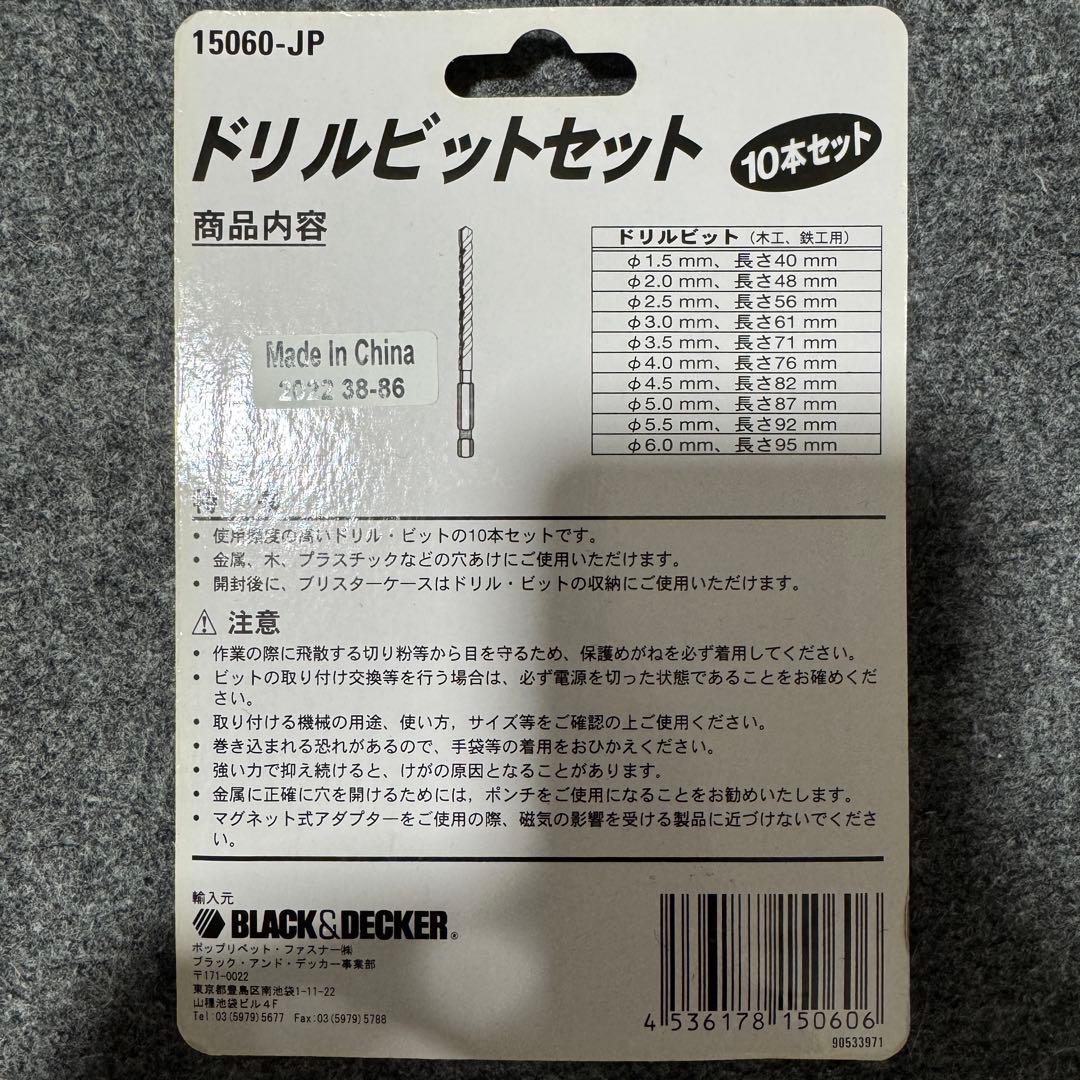 15060-JP
ドリルビットセット
10本セット
商品内容
ドリルビット（木工、鉄工用）
φ1.5 mm、長さ40 mm
φ2.0 mm、長さ48 mm
φ2.5 mm、長さ56 mm
φ3.0 mm、長さ61 mm
φ3.5 mm、長さ71 mm
φ4.0 mm、長さ76 mm
φ4.5 mm、長さ82 mm
φ5.0 mm、長さ87 mm
φ5.5 mm、長さ92 mm
φ6.0 mm、長さ95 mm
Made In China
2022 38-86
• 使用頻度の高いドリル・ビットの10本セットです。
• 金属、木、プラスチックなどの穴あけにご使用いただけます。
• 開封後に、ブリスターケースはドリル・ビットの収納にご使用いただけます。
⚠ 注意
• 作業の際に飛散する切り粉等から目を守るため、保護めがねを必ず着用してください。
• ビットの取り付け交換等を行う場合は、必ず電源を切った状態であることをお確めくだ
さい。
• 取り付ける機械の用途、使い方，サイズ等をご確認の上ご使用ください。
• 巻き込まれる恐れがあるので、手袋等の着用をおひかえください。
• 強い力で抑え続けると、けがの原因となることがあります。
• 金属に正確に穴を開けるためには，ポンチをご使用になることをお勧めいたします。
• マグネット式アダプターをご使用の際、磁気の影響を受ける製品に近づけないでくださ
い。
輸入元
BLACK&DECKER®
ポップリベット・ファスナー㈱
ブラック・アンド・デッカー事業部
〒171-0022
東京都豊島区南池袋1-11-22
山種池袋ビル4F
Tel:03(5979)5677 Fax:03(5979)5788
4 536178 150606
90533971